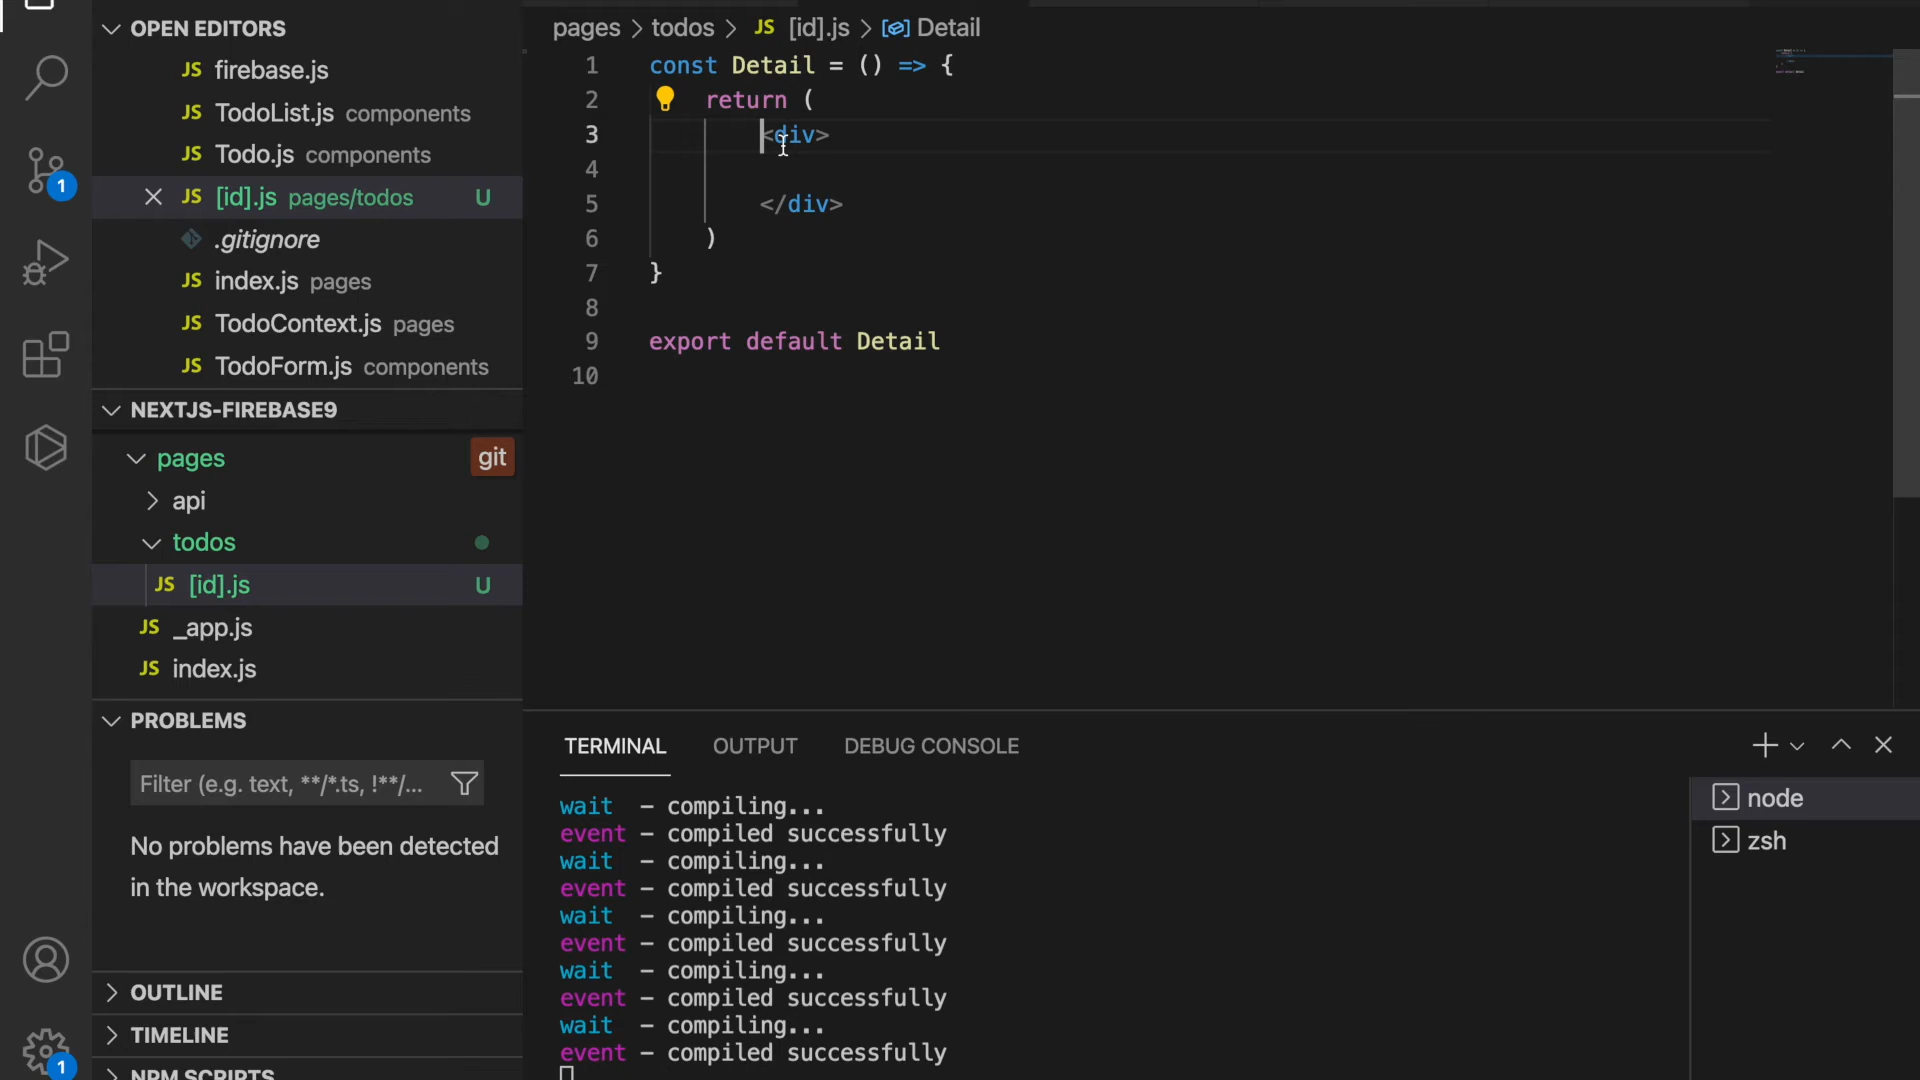 OPEN EDITORS
JS firebase.js
JS TodoList.js components
JS Todo.js components
JS [id].js pages/todos U
.gitignore
JS index.js pages
JS TodoContext.js pages
JS TodoForm.js components
NEXTJS-FIREBASE9
pages git
api
todos
JS [id].js U
JS _app.js
JS index.js
PROBLEMS
Filter (e.g. text, **/*.ts, !**/...
No problems have been detected
in the workspace.
OUTLINE
TIMELINE
NPM SCRIPTS
1
1
pages > todos > JS [id].js > Detail
1 const Detail = () => {
2 return (
3 <div>
4
5 </div>
6 )
7 }
8
9 export default Detail
10
TERMINAL OUTPUT DEBUG CONSOLE
wait - compiling...
event - compiled successfully
wait - compiling...
event - compiled successfully
wait - compiling...
event - compiled successfully
wait - compiling...
event - compiled successfully
wait - compiling...
event - compiled successfully
node
zsh